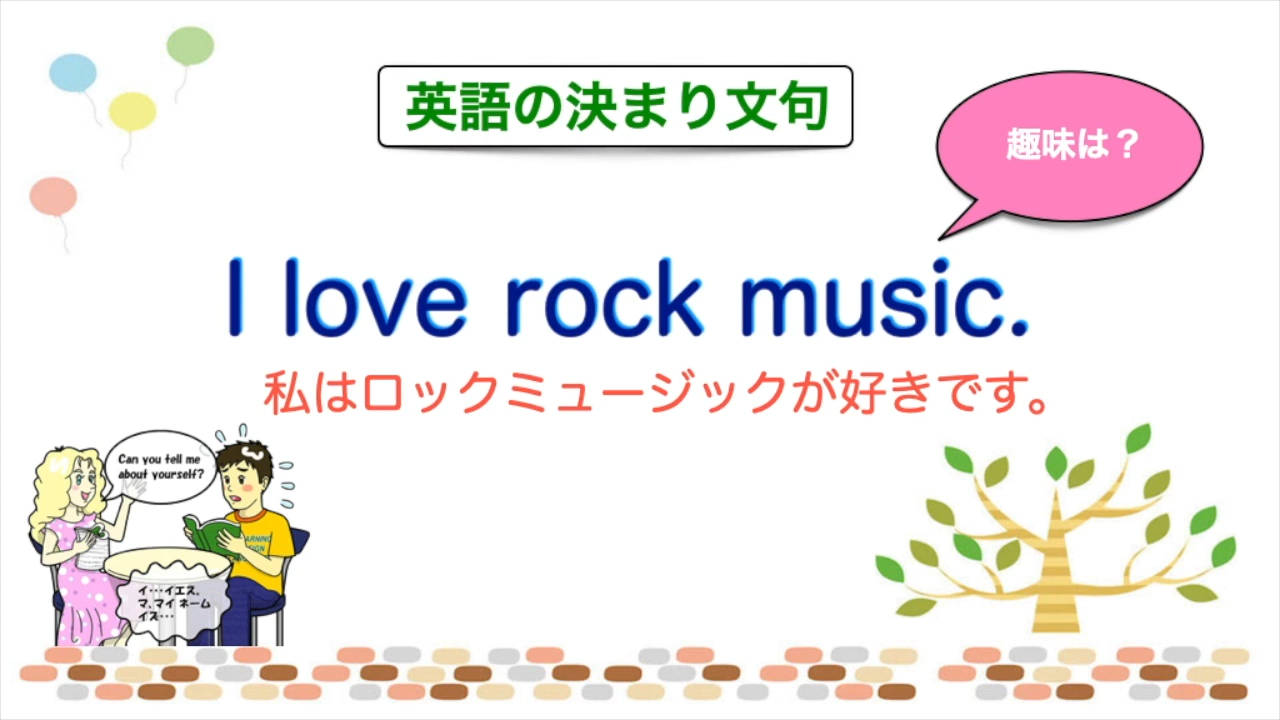 英語の決まり文句
趣味は？
I love rock music.
私はロックミュージックが好きです。
Can you tell me
about yourself?
イ・・・イエス、
マ、マイ ネーム
イズ・・・